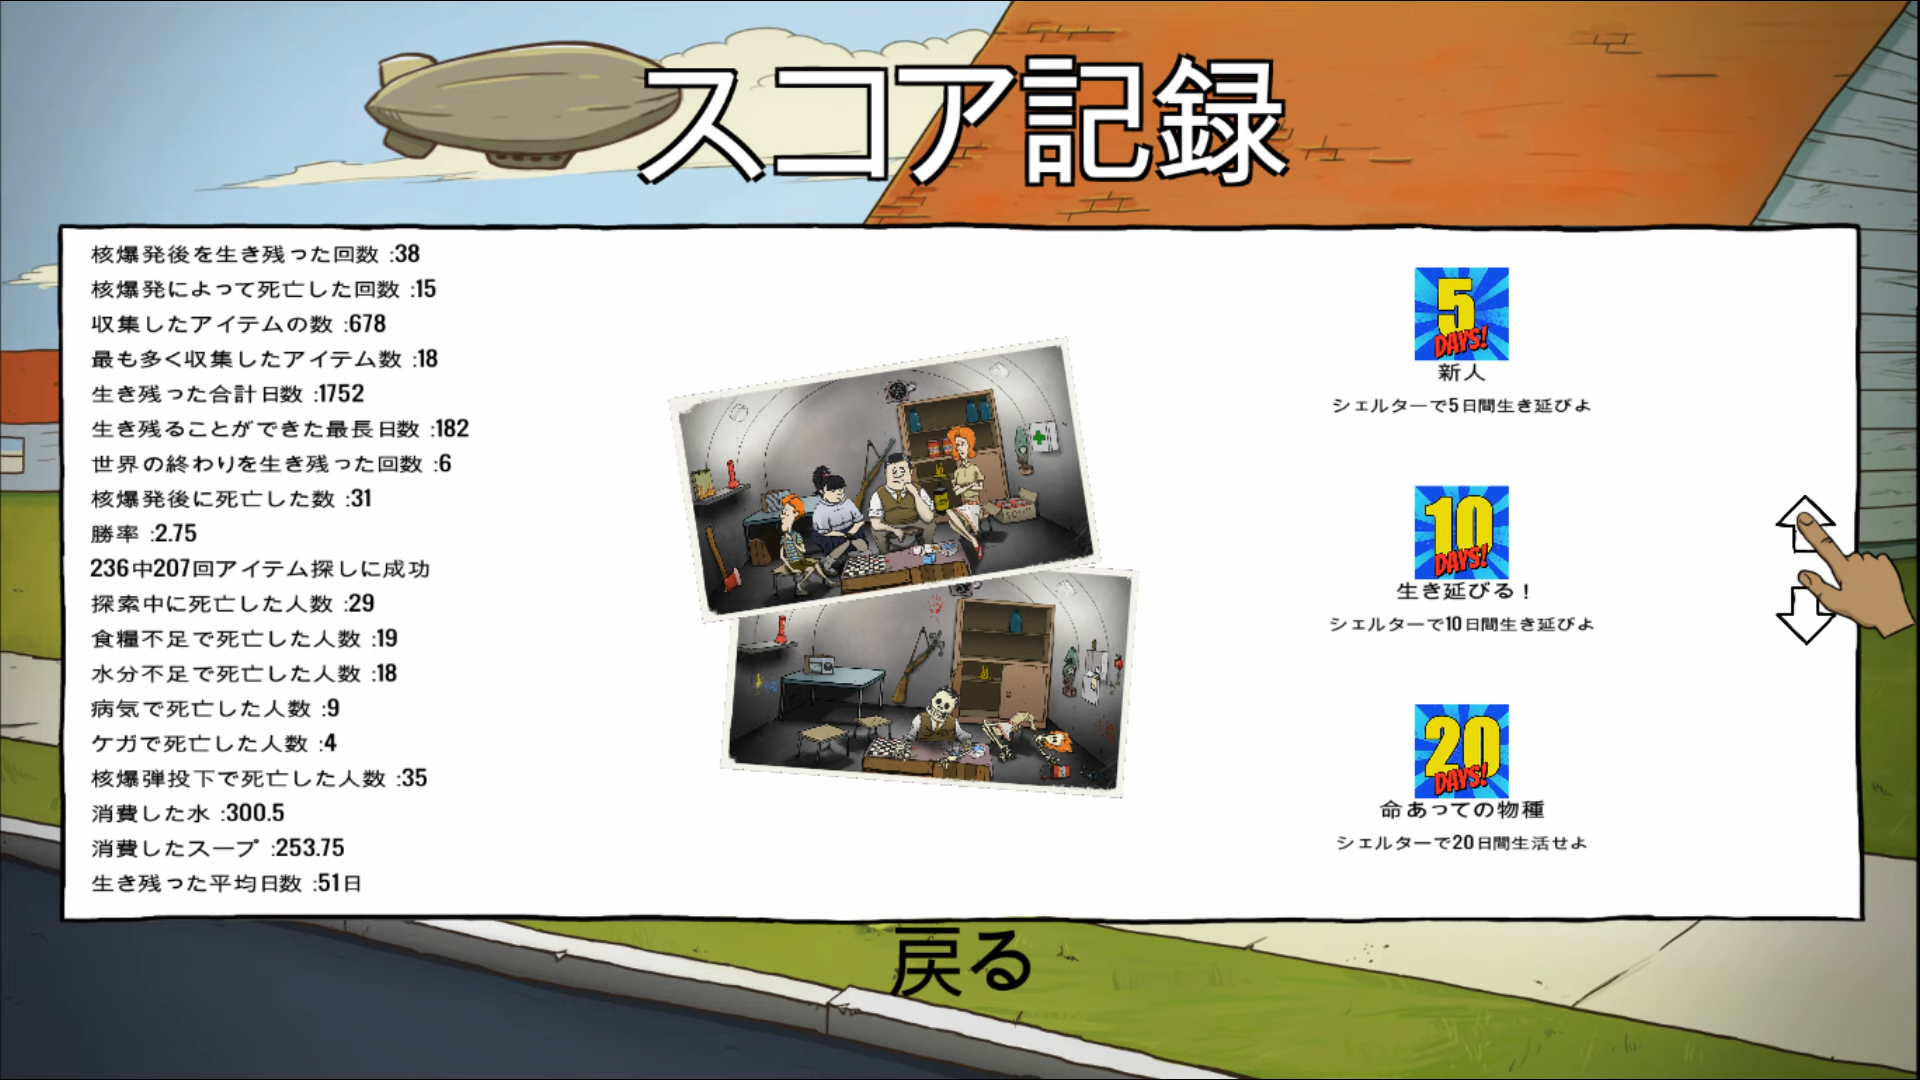 スコア記録
核爆発後を生き残った回数 :38
核爆発によって死亡した回数 :15
収集したアイテムの数 :678
最も多く収集したアイテム数 :18
生き残った合計日数 :1752
生き残ることができた最長日数 :182
世界の終わりを生き残った回数 :6
核爆発後に死亡した数 :31
勝率 :2.75
236中207回アイテム探しに成功
探索中に死亡した人数 :29
食糧不足で死亡した人数 :19
水分不足で死亡した人数 :18
病気で死亡した人数 :9
ケガで死亡した人数 :4
核爆弾投下で死亡した人数 :35
消費した水 :300.5
消費したスープ :253.75
生き残った平均日数 :51日
5
DAYS!
新人
シェルターで5日間生き延びよ
10
DAYS!
生き延びる！
シェルターで10日間生き延びよ
20
DAYS!
命あっての物種
シェルターで20日間生活せよ
戻る